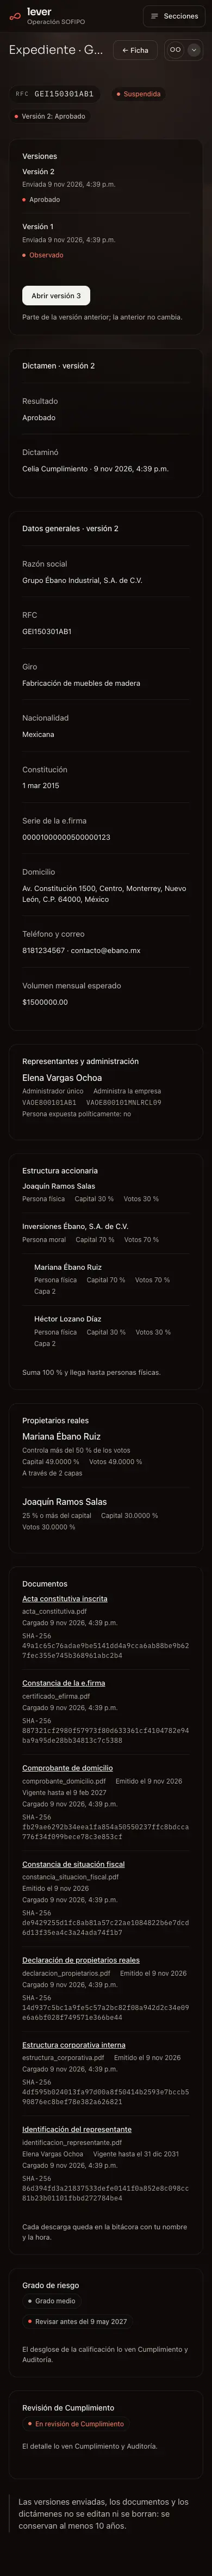 lever
Operación SOFIPO
Secciones
Expediente · G...
← Ficha
OO
RFC GEI150301AB1
Suspendida
Versión 2: Aprobado
Versiones
Versión 2
Enviada 9 nov 2026, 4:39 p.m.
Aprobado
Versión 1
Enviada 9 nov 2026, 4:39 p.m.
Observado
Abrir versión 3
Parte de la versión anterior; la anterior no cambia.
Dictamen · versión 2
Resultado
Aprobado
Dictaminó
Celia Cumplimiento · 9 nov 2026, 4:39 p.m.
Datos generales · versión 2
Razón social
Grupo Ébano Industrial, S.A. de C.V.
RFC
GEI150301AB1
Giro
Fabricación de muebles de madera
Nacionalidad
Mexicana
Constitución
1 mar 2015
Serie de la e.firma
00001000000500000123
Domicilio
Av. Constitución 1500, Centro, Monterrey, Nuevo
León, C.P. 64000, México
Teléfono y correo
8181234567 · contacto@ebano.mx
Volumen mensual esperado
$1500000.00
Representantes y administración
Elena Vargas Ochoa
Administrador único Administra la empresa
VAOE800101AB1 VAOE800101MNLRCL09
Persona expuesta políticamente: no
Estructura accionaria
Joaquín Ramos Salas
Persona física Capital 30 % Votos 30 %
Inversiones Ébano, S.A. de C.V.
Persona moral Capital 70 % Votos 70 %
Mariana Ébano Ruiz
Persona física Capital 70 % Votos 70 %
Capa 2
Héctor Lozano Díaz
Persona física Capital 30 % Votos 30 %
Capa 2
Suma 100 % y llega hasta personas físicas.
Propietarios reales
Mariana Ébano Ruiz
Controla más del 50 % de los votos
Capital 49.0000 % Votos 49.0000 %
A través de 2 capas
Joaquín Ramos Salas
25 % o más del capital Capital 30.0000 %
Votos 30.0000 %
Documentos
Acta constitutiva inscrita
acta_constitutiva.pdf
Cargado 9 nov 2026, 4:39 p.m.
SHA-256
Constancia de la e.firma
certificado_efirma.pdf
Cargado 9 nov 2026, 4:39 p.m.
SHA-256
Comprobante de domicilio
comprobante_domicilio.pdf Emitido el 9 nov 2026
Vigente hasta el 9 feb 2027
Cargado 9 nov 2026, 4:39 p.m.
SHA-256
Constancia de situación fiscal
constancia_situacion_fiscal.pdf
Emitido el 9 nov 2026
Cargado 9 nov 2026, 4:39 p.m.
SHA-256
Declaración de propietarios reales
declaracion_propietarios.pdf Emitido el 9 nov 2026
Cargado 9 nov 2026, 4:39 p.m.
SHA-256
Estructura corporativa interna
estructura_corporativa.pdf Emitido el 9 nov 2026
Cargado 9 nov 2026, 4:39 p.m.
SHA-256
Identificación del representante
identificacion_representante.pdf
Elena Vargas Ochoa Vigente hasta el 31 dic 2031
Cargado 9 nov 2026, 4:39 p.m.
SHA-256
Cada descarga queda en la bitácora con tu nombre
y la hora.
Grado de riesgo
Grado medio
Revisar antes del 9 may 2027
El desglose de la calificación lo ven Cumplimiento y
Auditoría.
Revisión de Cumplimiento
En revisión de Cumplimiento
El detalle lo ven Cumplimiento y Auditoría.
Las versiones enviadas, los documentos y los
dictámenes no se editan ni se borran: se
conservan al menos 10 años.